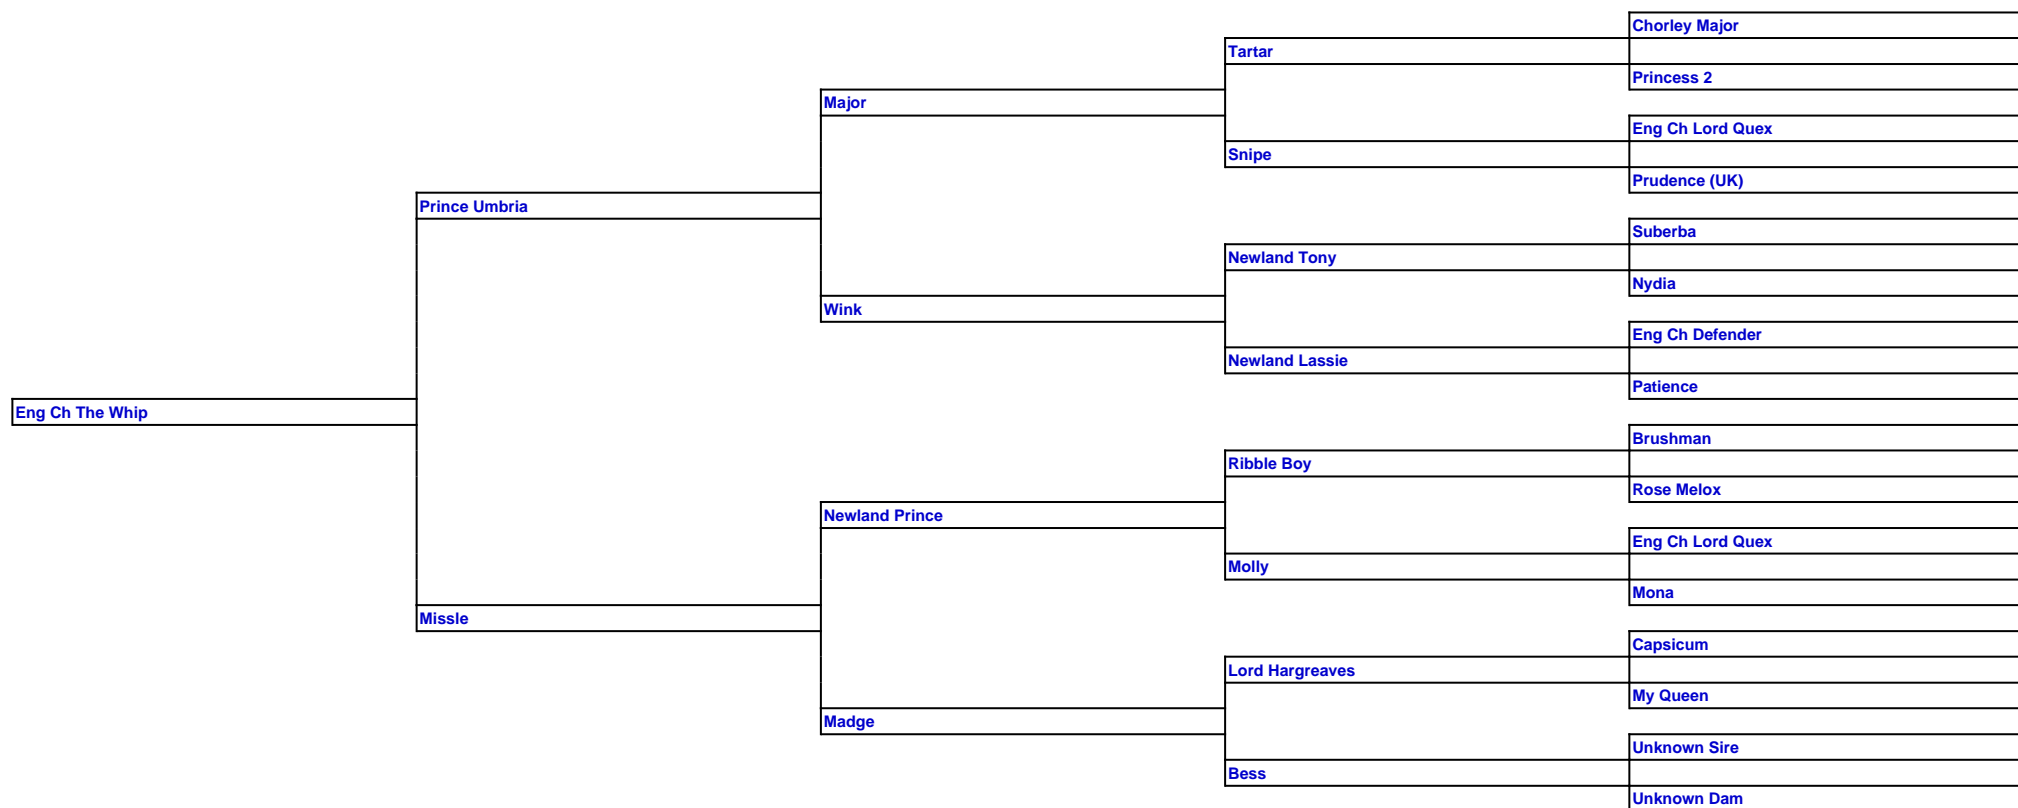 Chorley Major
Tartar
Princess 2
Major
Eng Ch Lord Quex
Snipe
Prudence (UK)
Prince Umbria
Suberba
Newland Tony
Nydia
Wink
Eng Ch Defender
Newland Lassie
Patience
Eng Ch The Whip
Brushman
Ribble Boy
Rose Melox
Newland Prince
Eng Ch Lord Quex
Molly
Mona
Missle
Capsicum
Lord Hargreaves
My Queen
Madge
Unknown Sire
Bess
Unknown Dam